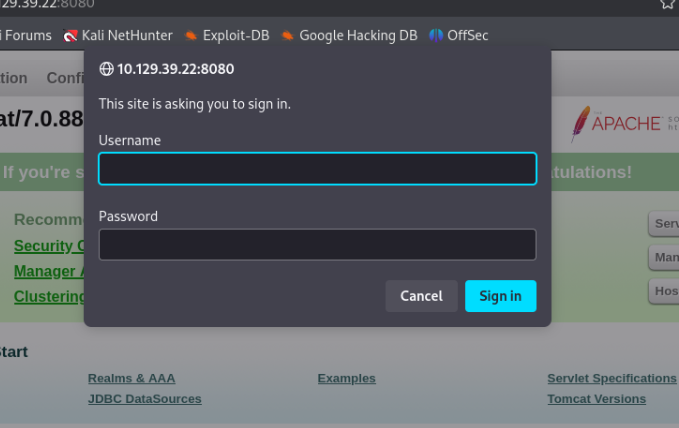 129.39.22:8080
i Forums Kali NetHunter Exploit-DB Google Hacking DB OffSec
tion Confi
10.129.39.22:8080
This site is asking you to sign in.
at/7.0.88
Username
APACHE
If you're s
tulations!
Password
Recomm
Security
Manager
Clustering
Serv
Man
Hos
Cancel Sign in
Start
Realms & AAA Examples Servlet Specifications
JDBC DataSources Tomcat Versions